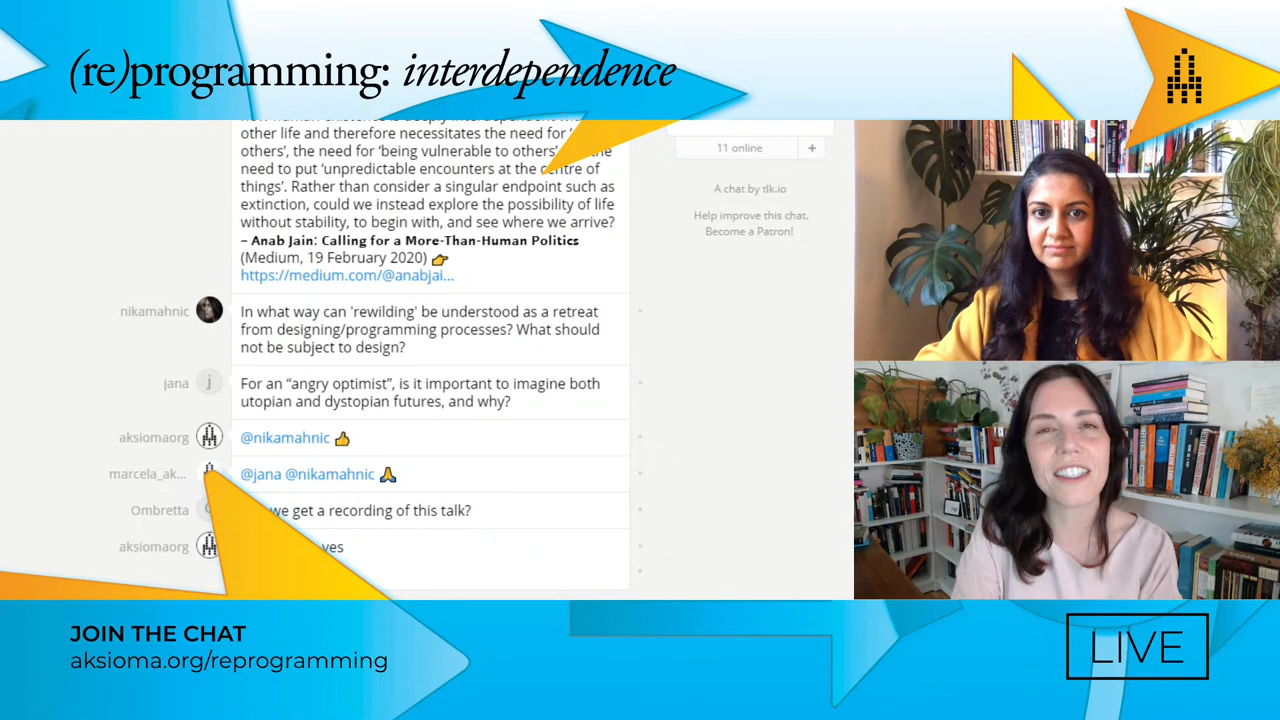 (re)programming: interdependence
other life and therefore necessitates the need for '
others', the need for 'being vulnerable to others'
need to put 'unpredictable encounters at the centre of
things'. Rather than consider a singular endpoint such as
extinction, could we instead explore the possibility of life
without stability, to begin with, and see where we arrive?
– Anab Jain: Calling for a More-Than-Human Politics
(Medium, 19 February 2020) 👉
https://medium.com/@anabjai...
nikamahnic
In what way can 'rewilding' be understood as a retreat
from designing/programming processes? What should
not be subject to design?
jana
j
For an “angry optimist”, is it important to imagine both
utopian and dystopian futures, and why?
aksiomaorg
@nikamahnic 👍
marcela_ak...
@jana @nikamahnic 🙏
Ombretta
we get a recording of this talk?
aksiomaorg
yes
11 online +
A chat by tlk.io
Help improve this chat.
Become a Patron!
JOIN THE CHAT
aksioma.org/reprogramming
LIVE